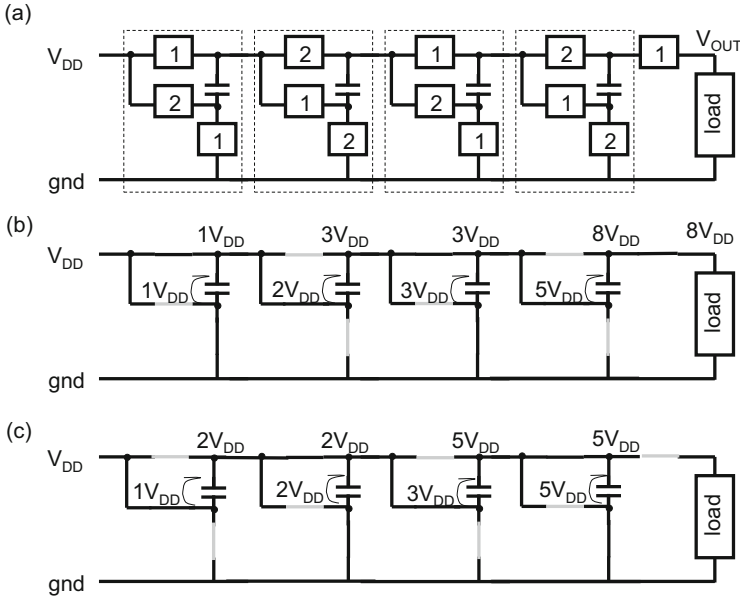 (a)
V_DD 1 2 1 2 1 V_OUT
2 1 2 1
1 2 1 2
load
gnd
(b)
1V_DD 3V_DD 3V_DD 8V_DD 8V_DD
V_DD
1V_DD 2V_DD 3V_DD 5V_DD
load
gnd
(c)
2V_DD 2V_DD 5V_DD 5V_DD
V_DD
1V_DD 2V_DD 3V_DD 5V_DD
load
gnd